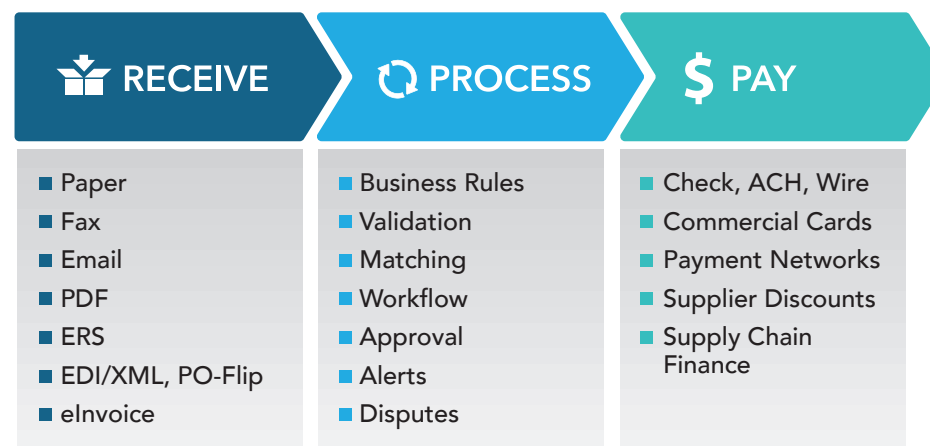 RECEIVE
Paper
Fax
Email
PDF
ERS
EDI/XML, PO-Flip
eInvoice
PROCESS
Business Rules
Validation
Matching
Workflow
Approval
Alerts
Disputes
$ PAY
Check, ACH, Wire
Commercial Cards
Payment Networks
Supplier Discounts
Supply Chain
Finance